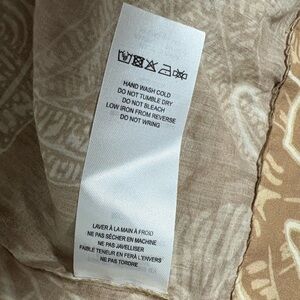 HAND WASH COLD
DO NOT TUMBLE DRY
DO NOT BLEACH
LOW IRON FROM REVERSE
DO NOT WRING
LAVER À LA MAIN À FROID
NE PAS SÉCHER EN MACHINE
NE PAS JAVELLISER
FAIBLE TENEUR EN FER À L'ENVERS
NE PAS TORDRE